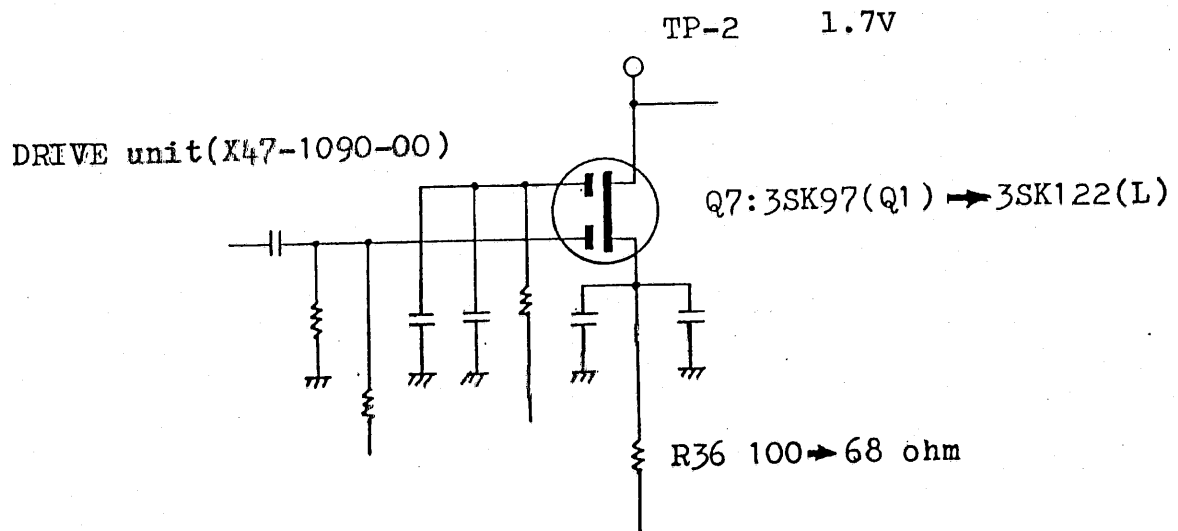 TP-2 1.7V
DRIVE unit(X47-1090-00)
Q7:3SK97(Q1)➡3SK122(L)
R36 100➡68 ohm